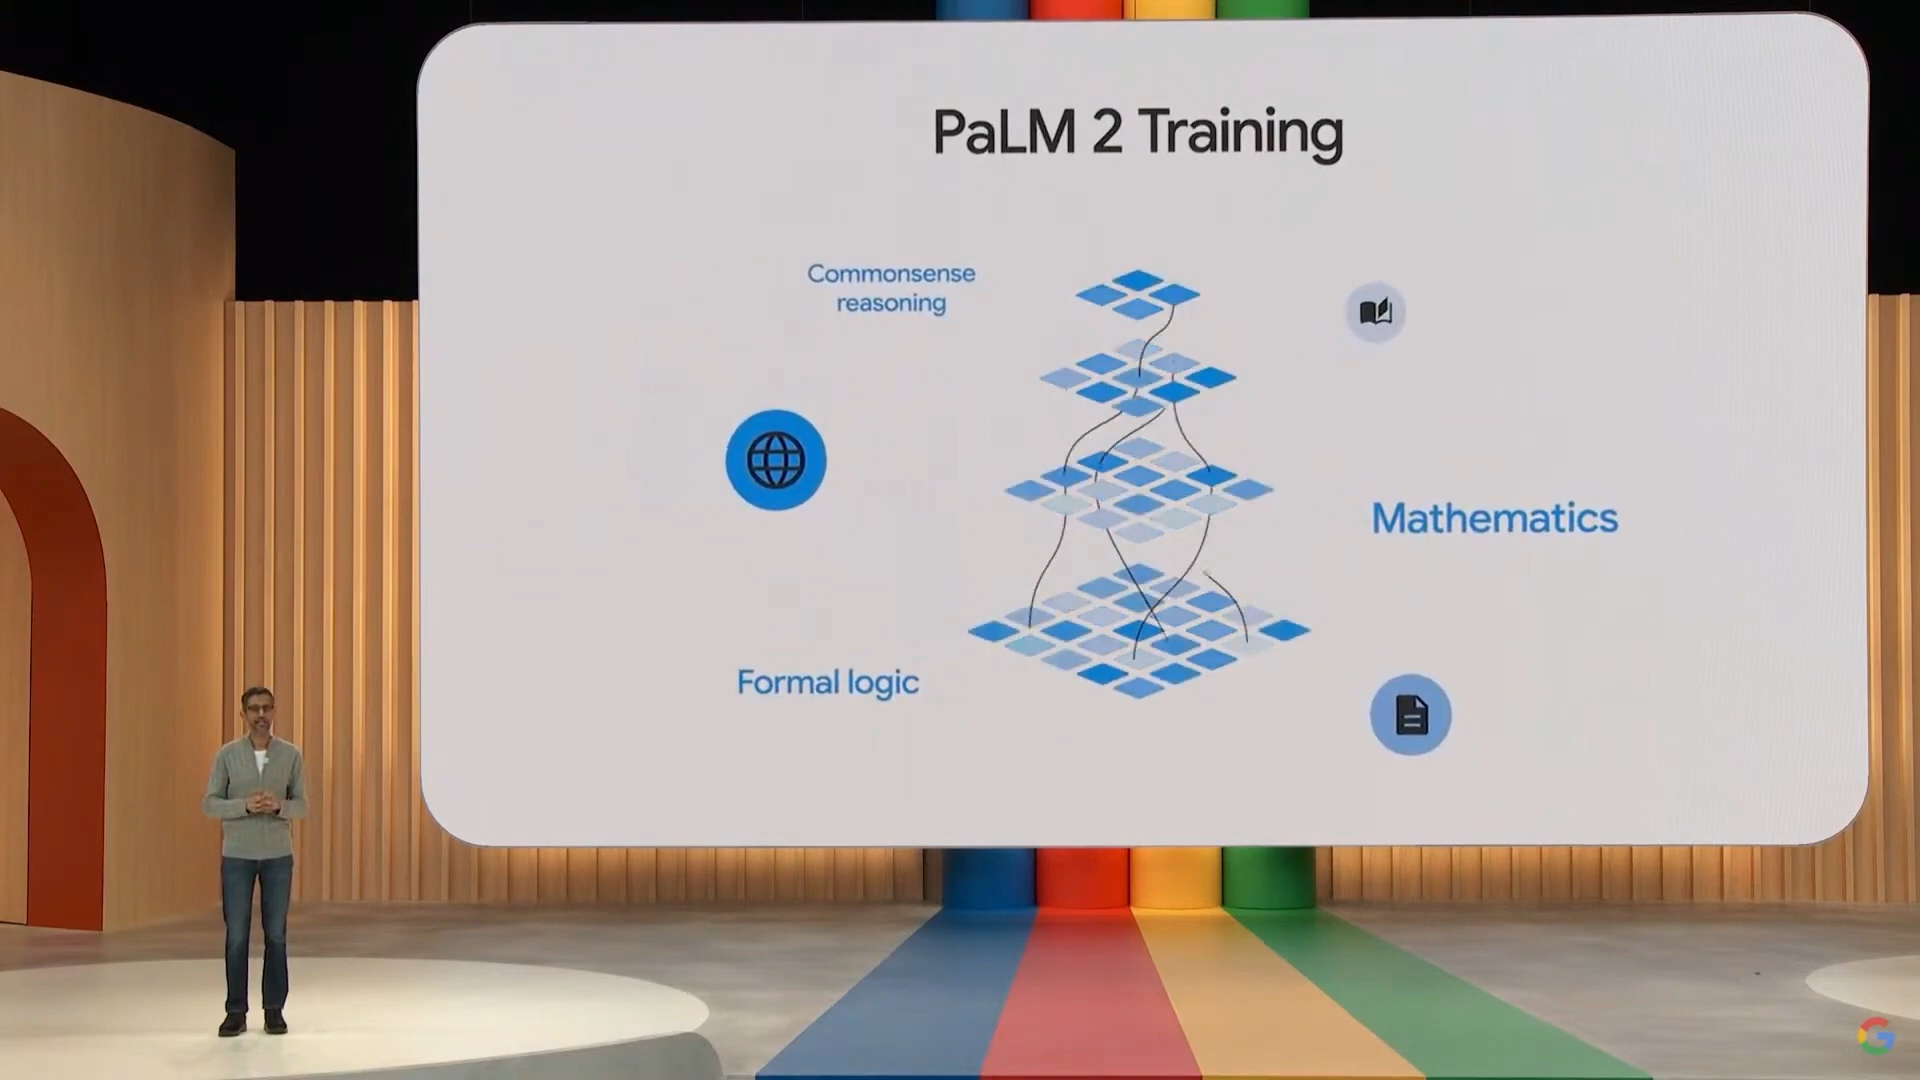 PaLM 2 Training
Commonsense
reasoning
Mathematics
Formal logic